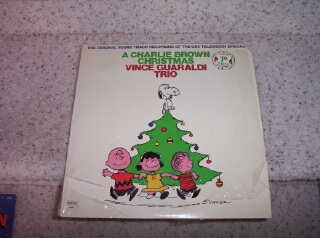 THE ORIGINAL SOUND TRACK RECORDING OF THE CBS TELEVISION SPECIAL
A CHARLIE BROWN
CHRISTMAS
VINCE GUARALDI
TRIO